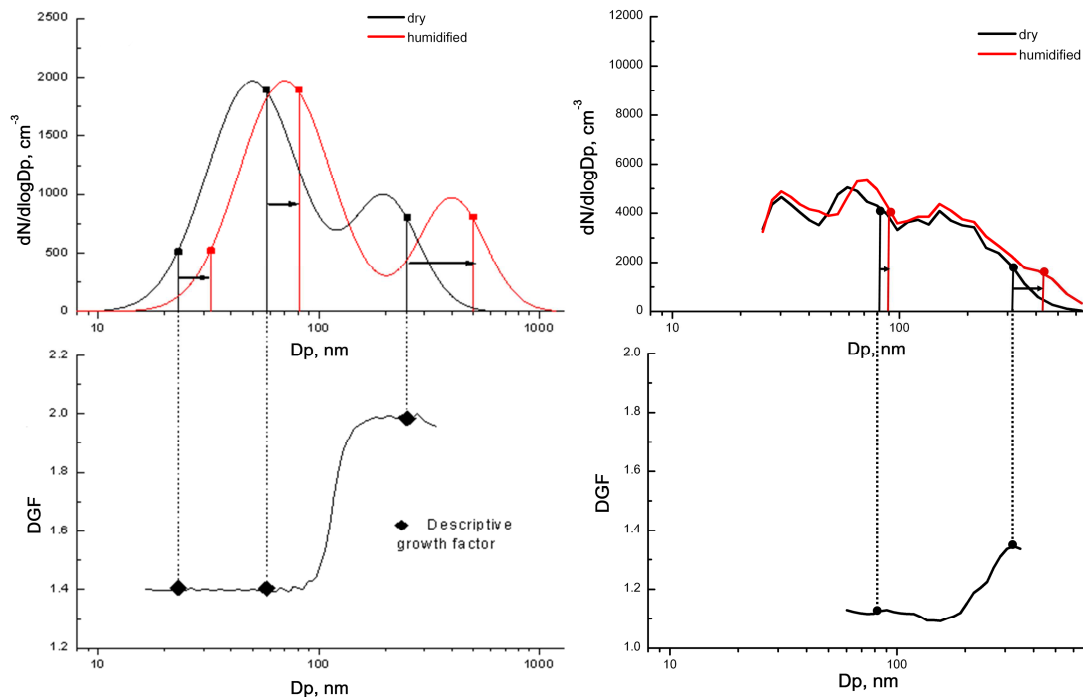 2500
2000
1500
1000
500
0
dN/dlogDp, cm-3
dry
humidified
10
100
1000
Dp, nm
2.2
2.0
1.8
1.6
1.4
1.2
DGF
Descriptive
growth factor
10
100
1000
Dp, nm
12000
10000
8000
6000
4000
2000
0
dN/dlogDp, cm-3
dry
humidified
10
100
Dp, nm
2.0
1.8
1.6
1.4
1.2
1.0
DGF
10
100
Dp, nm